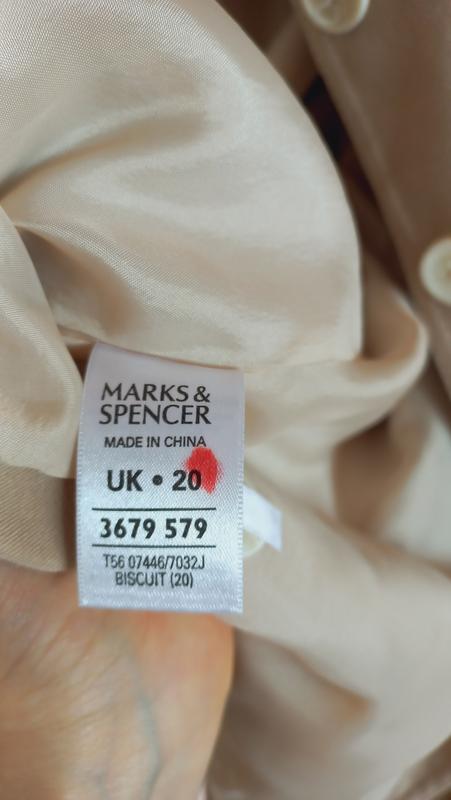 MARKS &
SPENCER
MADE IN CHINA
UK • 20
3679 579
T56 07446/7032J
BISCUIT (20)